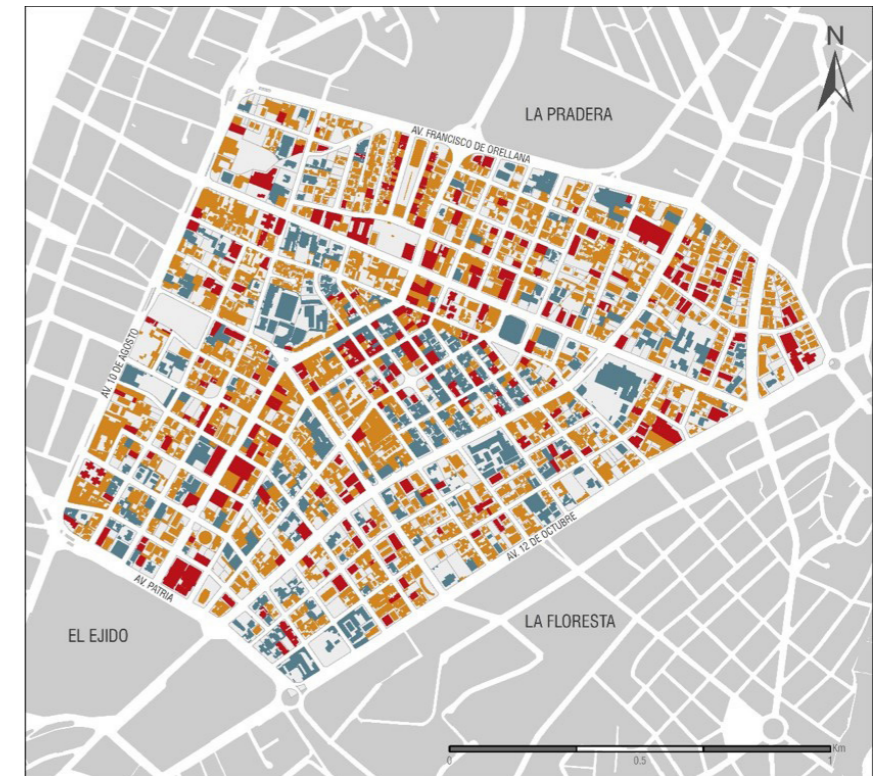 N
LA PRADERA
AV. FRANCISCO DE ORELLANA
AV. 10 DE AGOSTO
AV. 12 DE OCTUBRE
AV. PATRIA
EL EJIDO
LA FLORESTA
Km
0
0.5
1